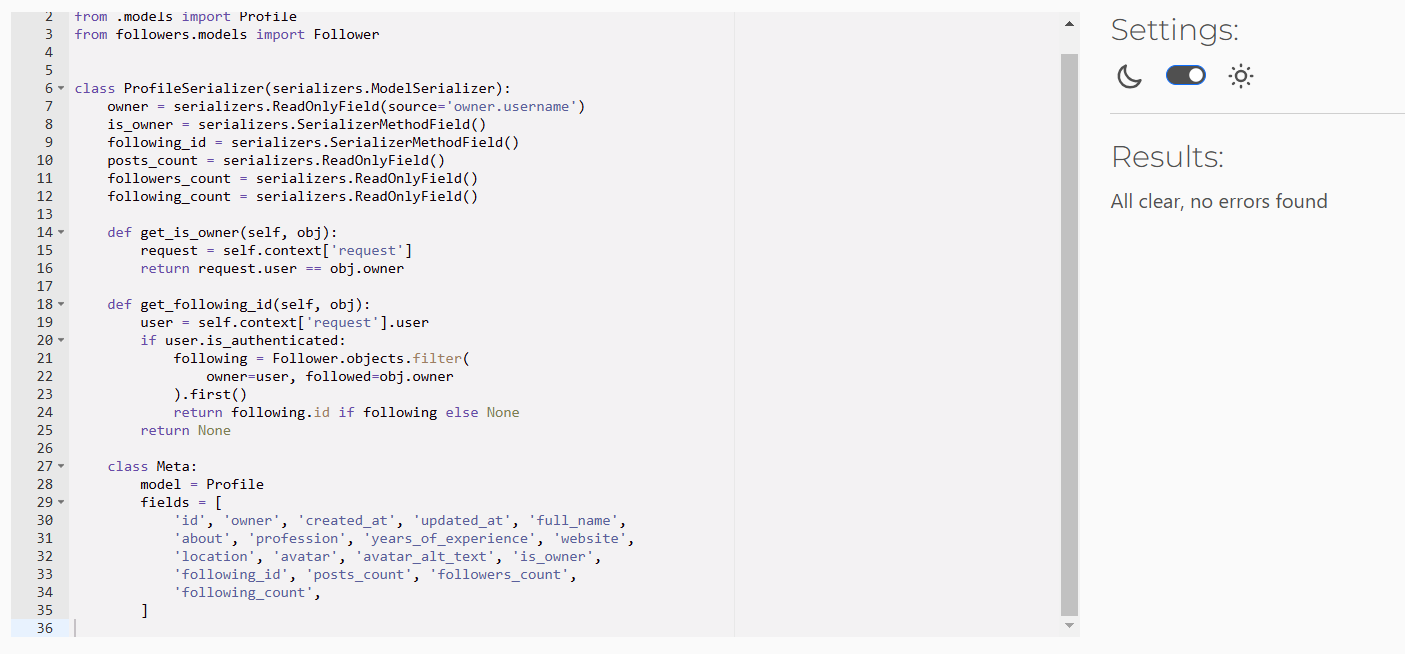 2 from .models import Profile
3 from followers.models import Follower
4
5
6 class ProfileSerializer(serializers.ModelSerializer):
7     owner = serializers.ReadOnlyField(source='owner.username')
8     is_owner = serializers.SerializerMethodField()
9     following_id = serializers.SerializerMethodField()
10     posts_count = serializers.ReadOnlyField()
11     followers_count = serializers.ReadOnlyField()
12     following_count = serializers.ReadOnlyField()
13
14     def get_is_owner(self, obj):
15         request = self.context['request']
16         return request.user == obj.owner
17
18     def get_following_id(self, obj):
19         user = self.context['request'].user
20         if user.is_authenticated:
21             following = Follower.objects.filter(
22                 owner=user, followed=obj.owner
23             ).first()
24             return following.id if following else None
25         return None
26
27     class Meta:
28         model = Profile
29         fields = [
30             'id', 'owner', 'created_at', 'updated_at', 'full_name',
31             'about', 'profession', 'years_of_experience', 'website',
32             'location', 'avatar', 'avatar_alt_text', 'is_owner',
33             'following_id', 'posts_count', 'followers_count',
34             'following_count',
35         ]
36
Settings:
Results:
All clear, no errors found